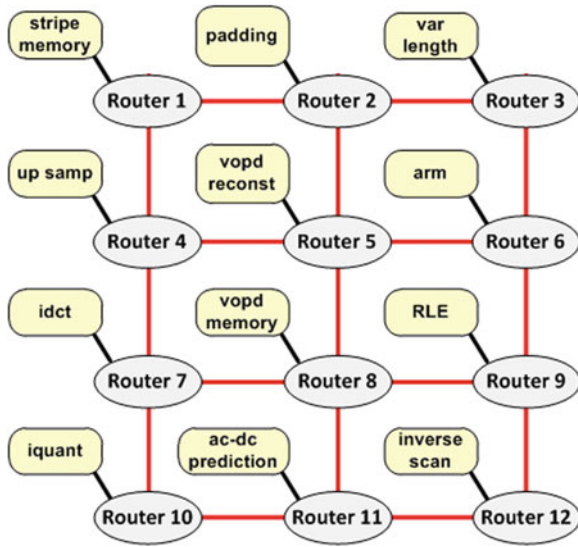 stripe
memory
padding
var
length
Router 1
Router 2
Router 3
up samp
vopd
reconst
arm
Router 4
Router 5
Router 6
idct
vopd
memory
RLE
Router 7
Router 8
Router 9
iquant
ac-dc
prediction
inverse
scan
Router 10
Router 11
Router 12